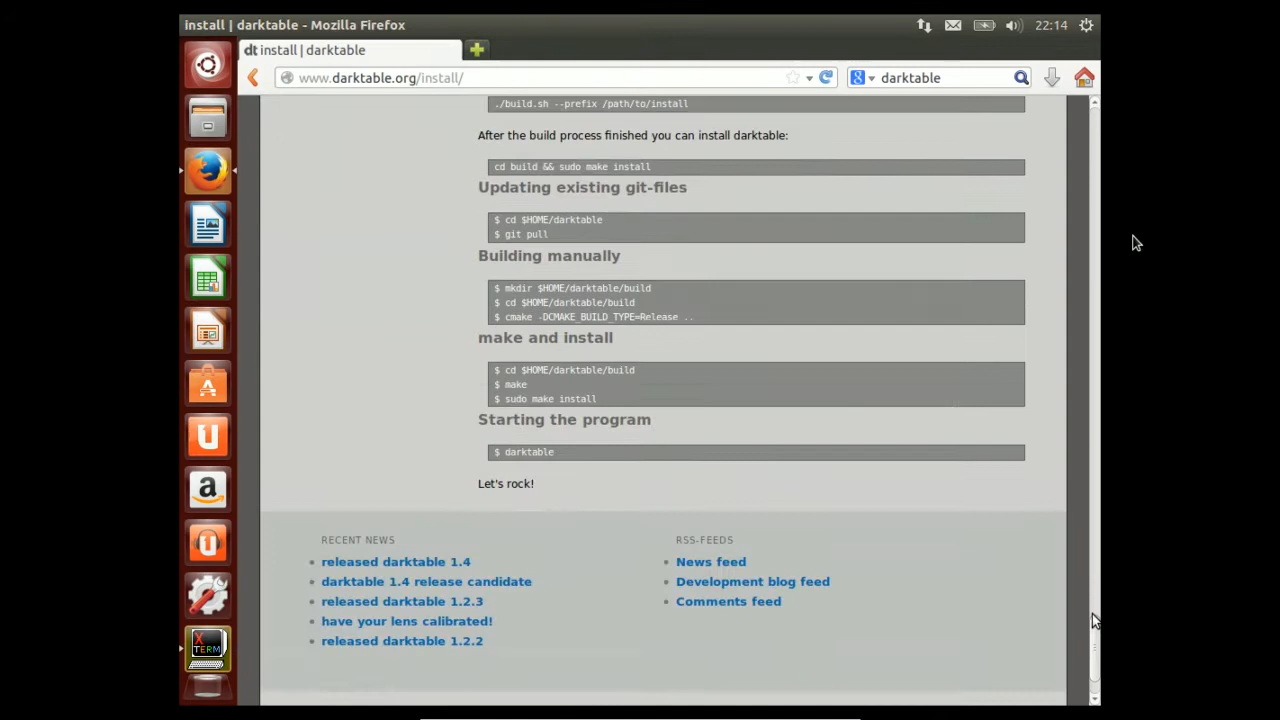 install | darktable - Mozilla Firefox
22:14
dt install | darktable
www.darktable.org/install/
8 darktable
./build.sh --prefix /path/to/install
After the build process finished you can install darktable:
cd build && sudo make install
Updating existing git-files
$ cd $HOME/darktable
$ git pull
Building manually
$ mkdir $HOME/darktable/build
$ cd $HOME/darktable/build
$ cmake -DCMAKE_BUILD_TYPE=Release ..
make and install
$ cd $HOME/darktable/build
$ make
$ sudo make install
Starting the program
$ darktable
Let's rock!
RECENT NEWS
released darktable 1.4
darktable 1.4 release candidate
released darktable 1.2.3
have your lens calibrated!
released darktable 1.2.2
RSS-FEEDS
News feed
Development blog feed
Comments feed
A
U
a
U
X
TERM